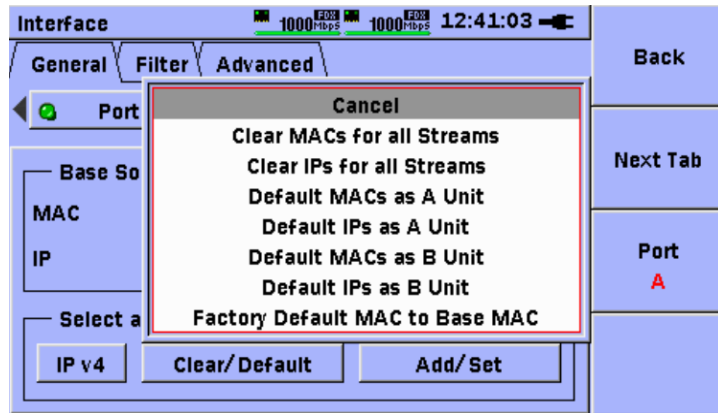 Interface 1000 FDX Mbps 1000 FDX Mbps 12:41:03
General Filter Advanced
Port
Base So
MAC
IP
Select a
IP v4 Clear/Default Add/Set
Cancel
Clear MACs for all Streams
Clear IPs for all Streams
Default MACs as A Unit
Default IPs as A Unit
Default MACs as B Unit
Default IPs as B Unit
Factory Default MAC to Base MAC
Back
Next Tab
Port
A